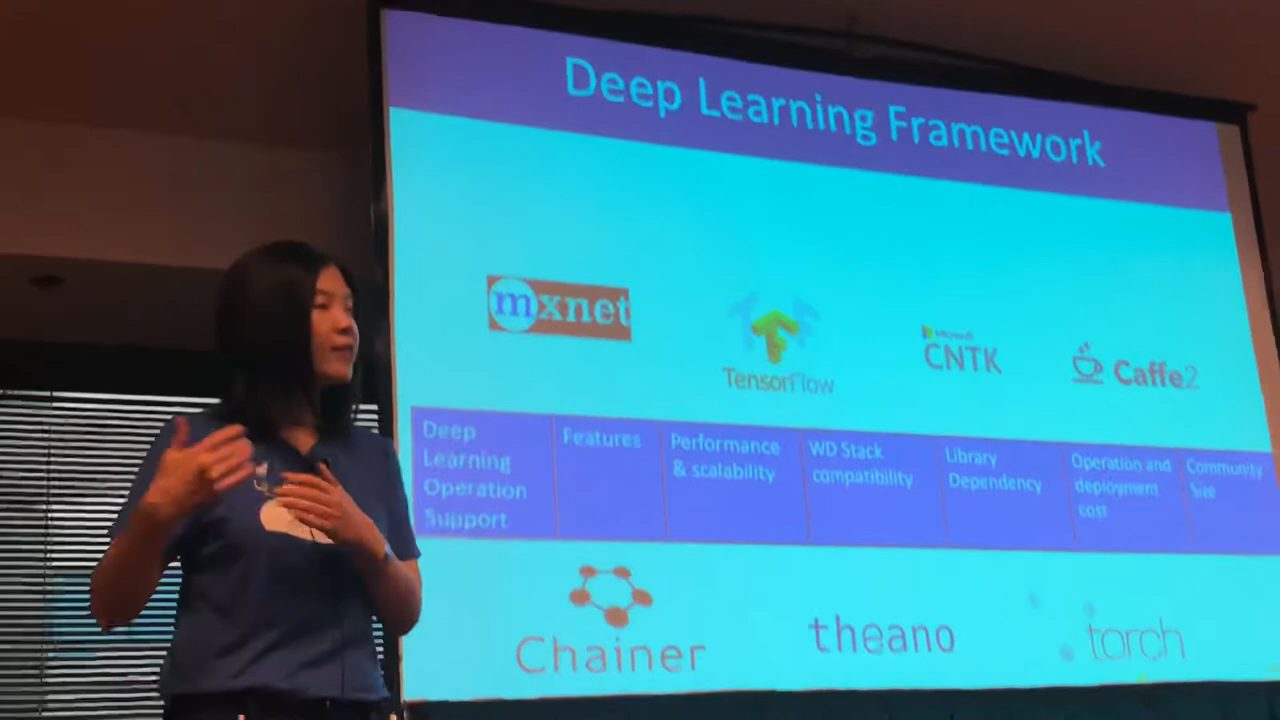 Deep Learning Framework
mxnet
TensorFlow
Microsoft
CNTK
Caffe2
Deep
Learning
Operation
Support
Features
Performance
& scalability
WD Stack
compatibility
Library
Dependency
Operation and
deployment
cost
Community
Size
Chainer
theano
torch